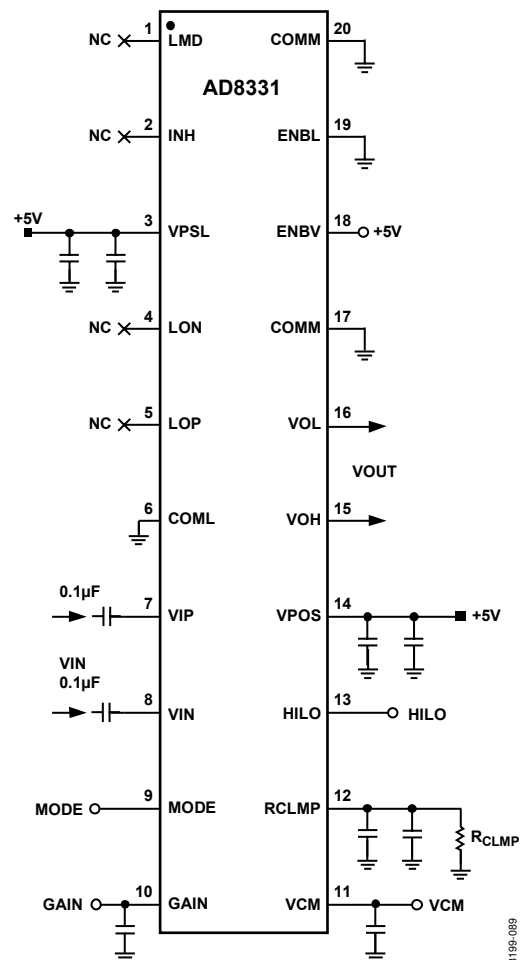 AD8331
NC 1 LMD
COMM 20
NC 2 INH
ENBL 19
+5V 3 VPSL
ENBV 18 +5V
NC 4 LON
COMM 17
NC 5 LOP
VOL 16
VOUT
6 COML
VOH 15
0.1µF 7 VIP
VPOS 14 +5V
VIN
0.1µF 8 VIN
HILO 13 HILO
MODE 9 MODE
RCLMP 12 RCLMP
GAIN 10 GAIN
VCM 11 VCM